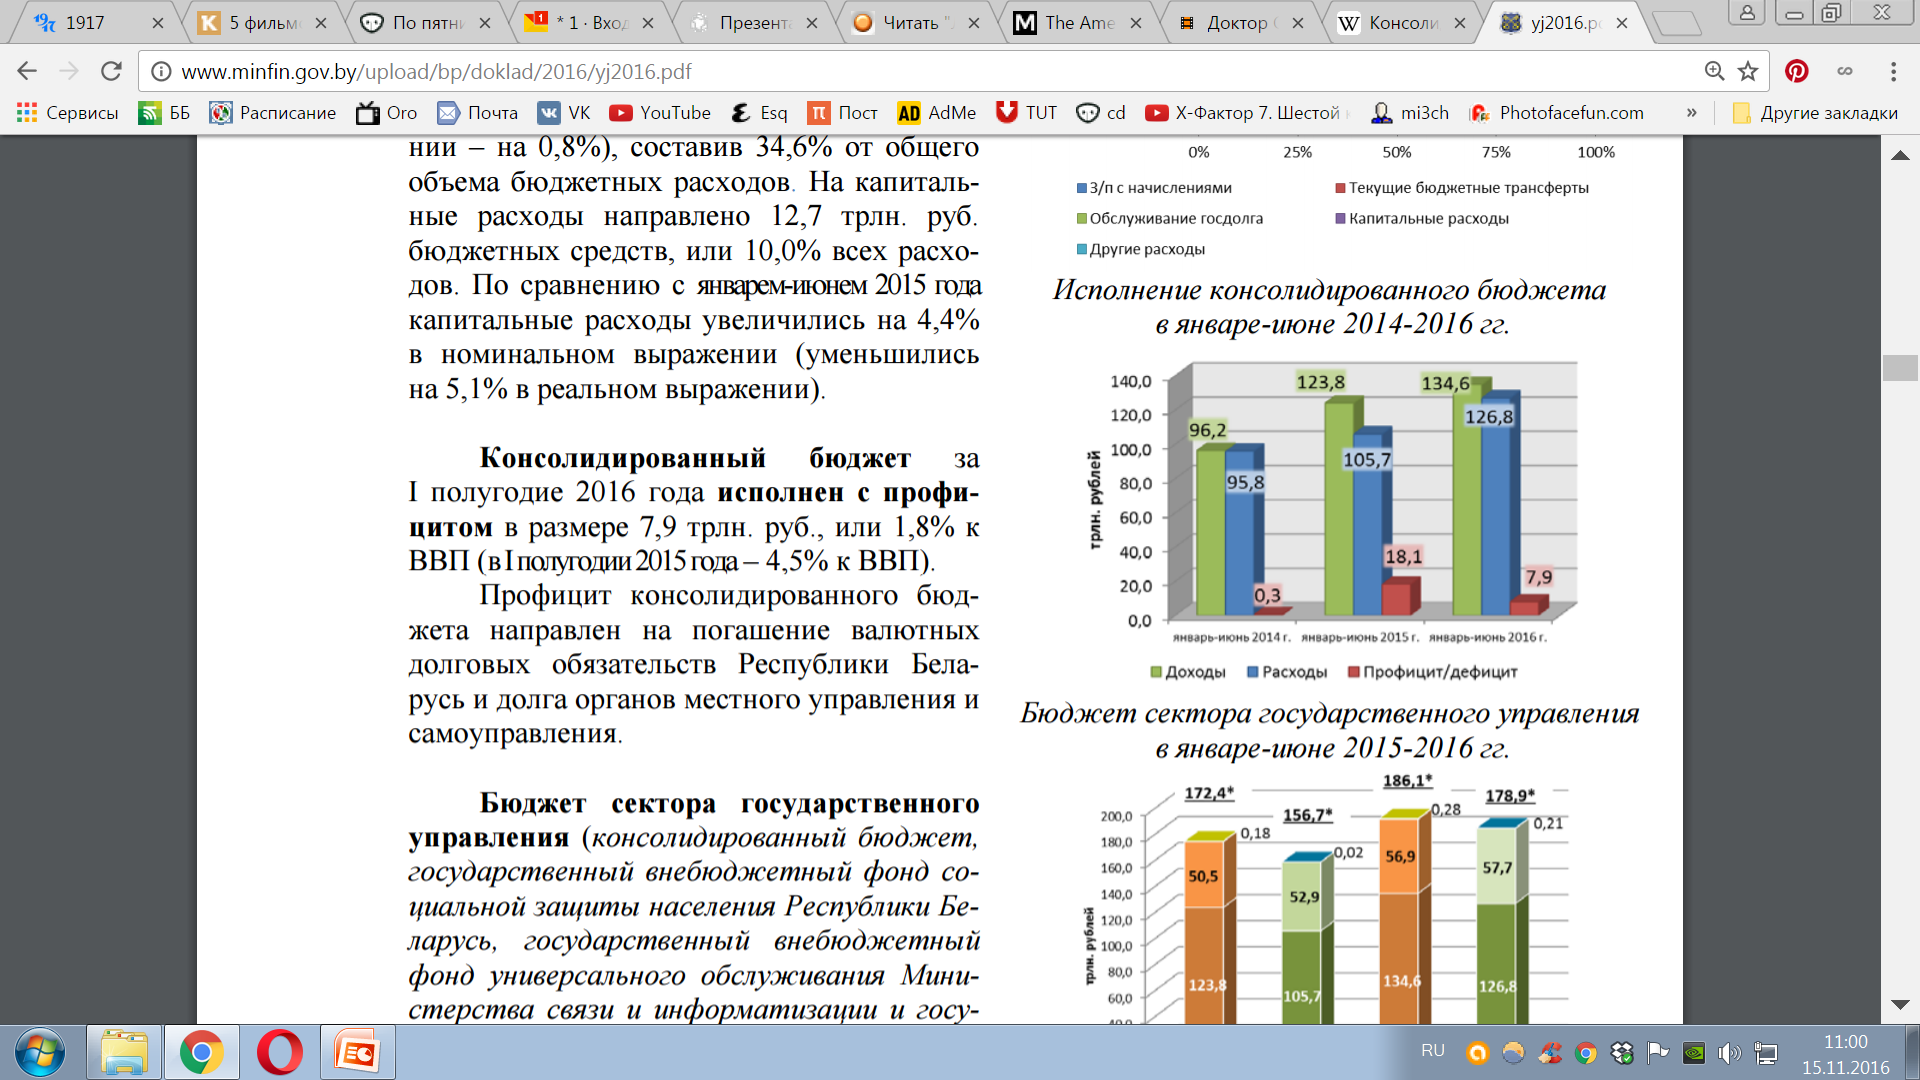 1917
5 фильм
По пятни
* 1 · Вход
Презента
Читать "
The Ame
Доктор
Консоли
yj2016.p
www.minfin.gov.by/upload/bp/doklad/2016/yj2016.pdf
Сервисы
ББ
Расписание
Oro
Почта
VK
YouTube
Esq
Пост
AdMe
TUT
cd
Х-Фактор 7. Шестой
mi3ch
Photofacefun.com
»
Другие закладки
нии – на 0,8%), составив 34,6% от общего
объема бюджетных расходов. На капиталь-
ные расходы направлено 12,7 трлн. руб.
бюджетных средств, или 10,0% всех расхо-
дов. По сравнению с январем-июнем 2015 года
капитальные расходы увеличились на 4,4%
в номинальном выражении (уменьшились
на 5,1% в реальном выражении).
Консолидированный бюджет за
I полугодие 2016 года исполнен с профи-
цитом в размере 7,9 трлн. руб., или 1,8% к
ВВП (в I полугодии 2015 года – 4,5% к ВВП).
Профицит консолидированного бюд-
жета направлен на погашение валютных
долговых обязательств Республики Бела-
русь и долга органов местного управления и
самоуправления.
Бюджет сектора государственного
управления (консолидированный бюджет,
государственный внебюджетный фонд со-
циальной защиты населения Республики Бе-
ларусь, государственный внебюджетный
фонд универсального обслуживания Мини-
стерства связи и информатизации и госу-
0% 25% 50% 75% 100%
З/п с начислениями Текущие бюджетные трансферты
Обслуживание госдолга Капитальные расходы
Другие расходы
Исполнение консолидированного бюджета
в январе-июне 2014-2016 гг.
трлн. рублей
140,0
120,0
100,0
80,0
60,0
40,0
20,0
0,0
96,2
95,8
0,3
123,8
105,7
18,1
134,6
126,8
7,9
январь-июнь 2014 г. январь-июнь 2015 г. январь-июнь 2016 г.
Доходы Расходы Профицит/дефицит
Бюджет сектора государственного управления
в январе-июне 2015-2016 гг.
трлн. рублей
200,0
180,0
160,0
140,0
120,0
100,0
80,0
60,0
40,0
172,4*
0,18
50,5
123,8
156,7*
0,02
52,9
105,7
186,1*
0,28
56,9
134,6
178,9*
0,21
57,7
126,8
RU
11:00
15.11.2016